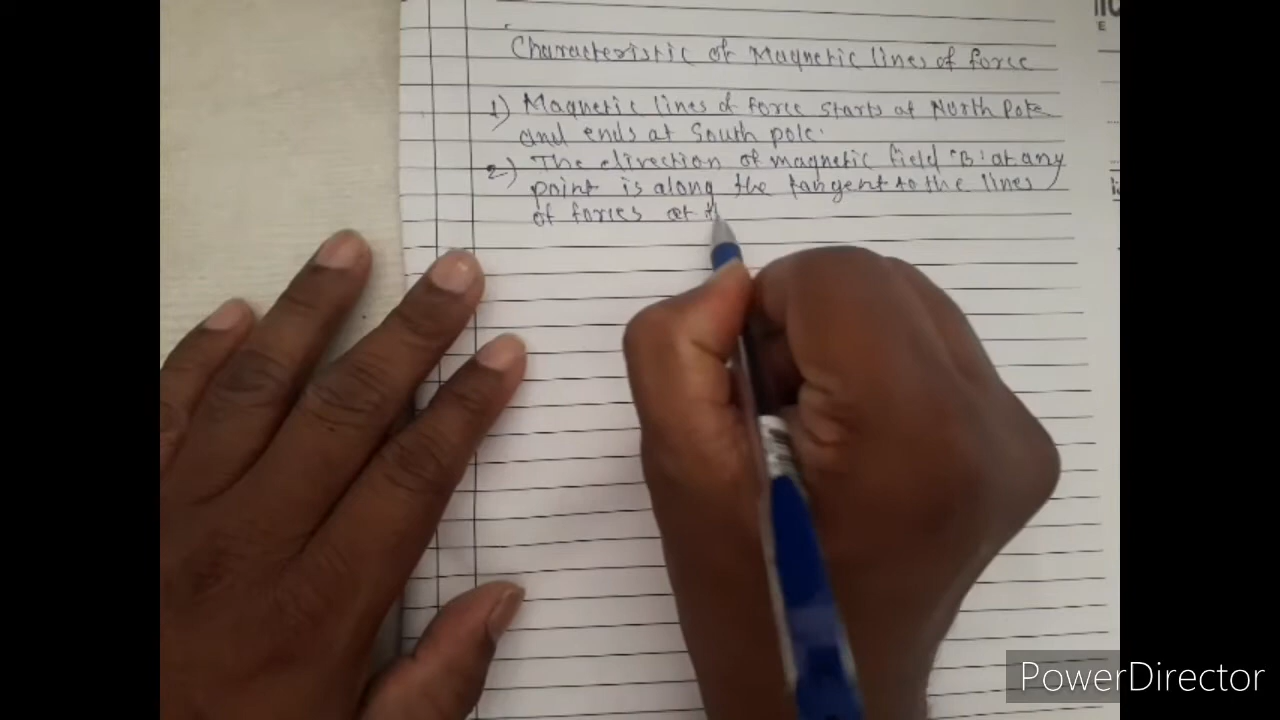 Characteristic of Magnetic lines of force
1) Magnetic lines of force starts at North Pole
and ends at South pole.
2) The direction of magnetic field 'B' at any
point is along the tangent to the lines
of forces at
PowerDirector